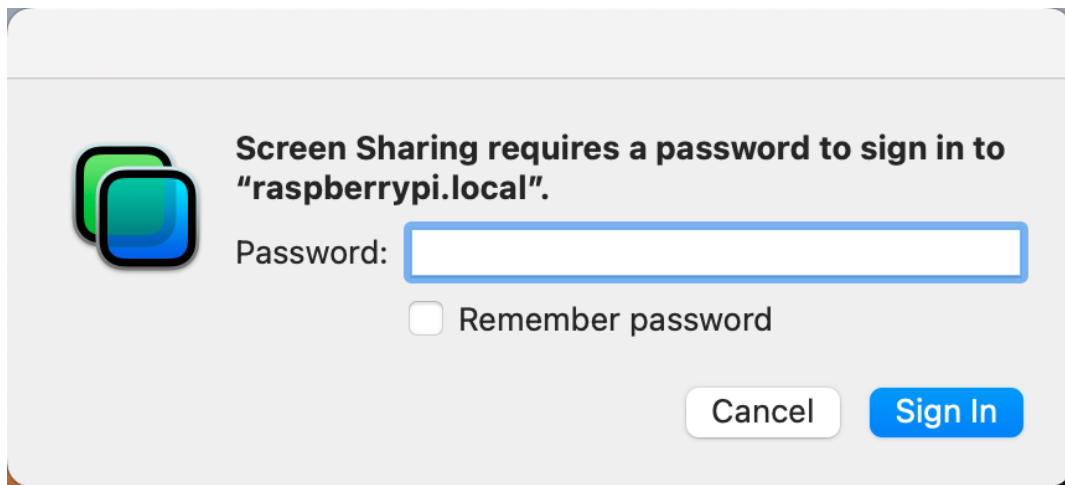 Screen Sharing requires a password to sign in to
“raspberrypi.local”.
Password:
Remember password
Cancel
Sign In